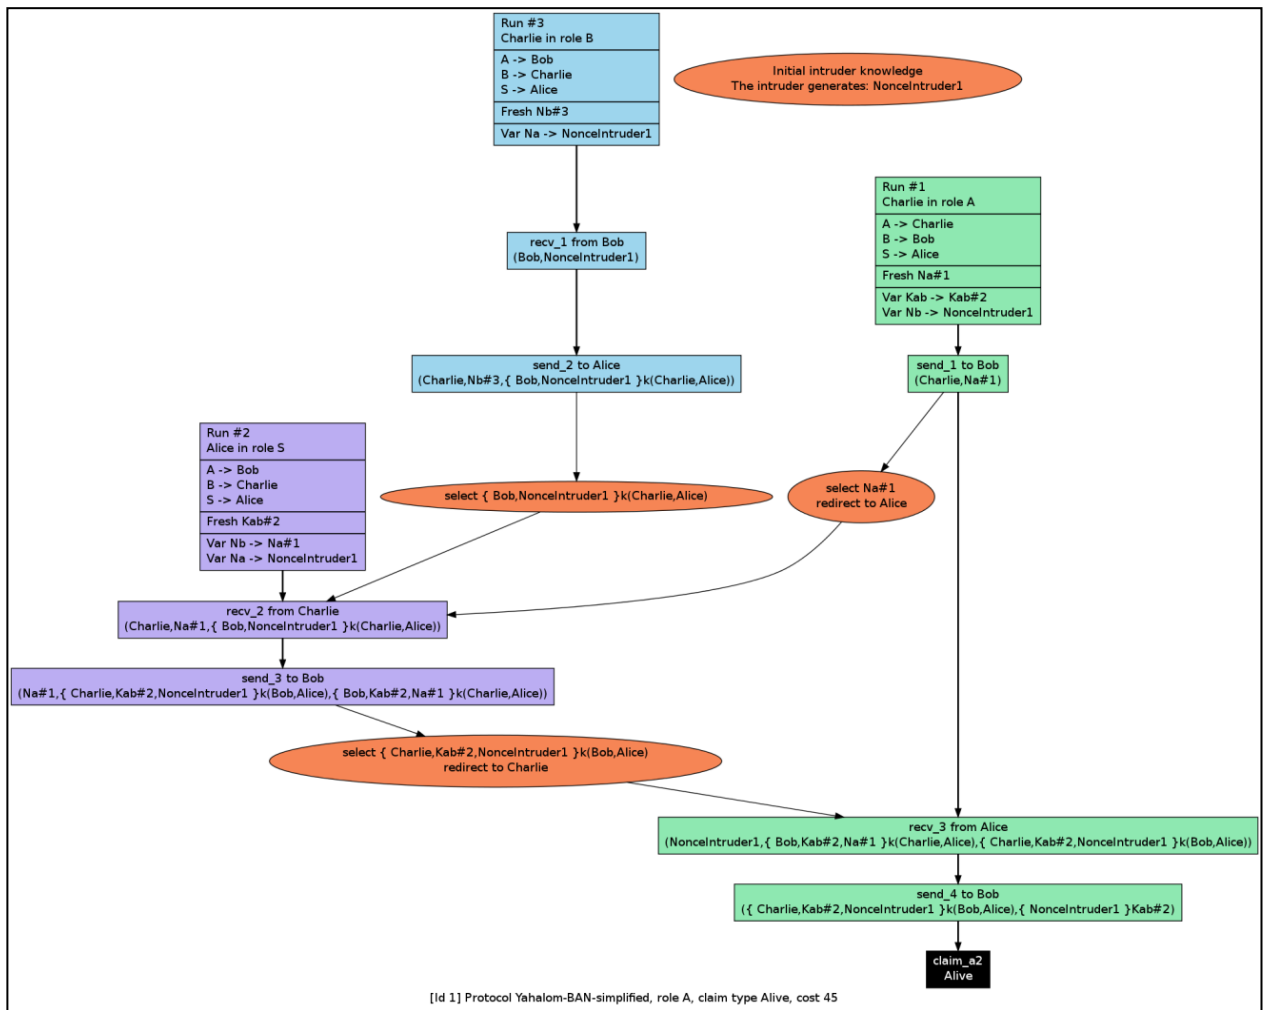 Run #3
Charlie in role B
A -> Bob
B -> Charlie
S -> Alice
Fresh Nb#3
Var Na -> NonceIntruder1
Initial intruder knowledge
The intruder generates: NonceIntruder1
Run #1
Charlie in role A
A -> Charlie
B -> Bob
S -> Alice
Fresh Na#1
Var Kab -> Kab#2
Var Nb -> NonceIntruder1
recv_1 from Bob
(Bob,NonceIntruder1)
send_2 to Alice
(Charlie,Nb#3,{ Bob,NonceIntruder1 }k(Charlie,Alice))
send_1 to Bob
(Charlie,Na#1)
Run #2
Alice in role S
A -> Bob
B -> Charlie
S -> Alice
Fresh Kab#2
Var Nb -> Na#1
Var Na -> NonceIntruder1
select { Bob,NonceIntruder1 }k(Charlie,Alice)
select Na#1
redirect to Alice
recv_2 from Charlie
(Charlie,Na#1,{ Bob,NonceIntruder1 }k(Charlie,Alice))
send_3 to Bob
(Na#1,{ Charlie,Kab#2,NonceIntruder1 }k(Bob,Alice),{ Bob,Kab#2,Na#1 }k(Charlie,Alice))
select { Charlie,Kab#2,NonceIntruder1 }k(Bob,Alice)
redirect to Charlie
recv_3 from Alice
(NonceIntruder1,{ Bob,Kab#2,Na#1 }k(Charlie,Alice),{ Charlie,Kab#2,NonceIntruder1 }k(Bob,Alice))
send_4 to Bob
({ Charlie,Kab#2,NonceIntruder1 }k(Bob,Alice),{ NonceIntruder1 }Kab#2)
claim_a2
Alive
[Id 1] Protocol Yahalom-BAN-simplified, role A, claim type Alive, cost 45